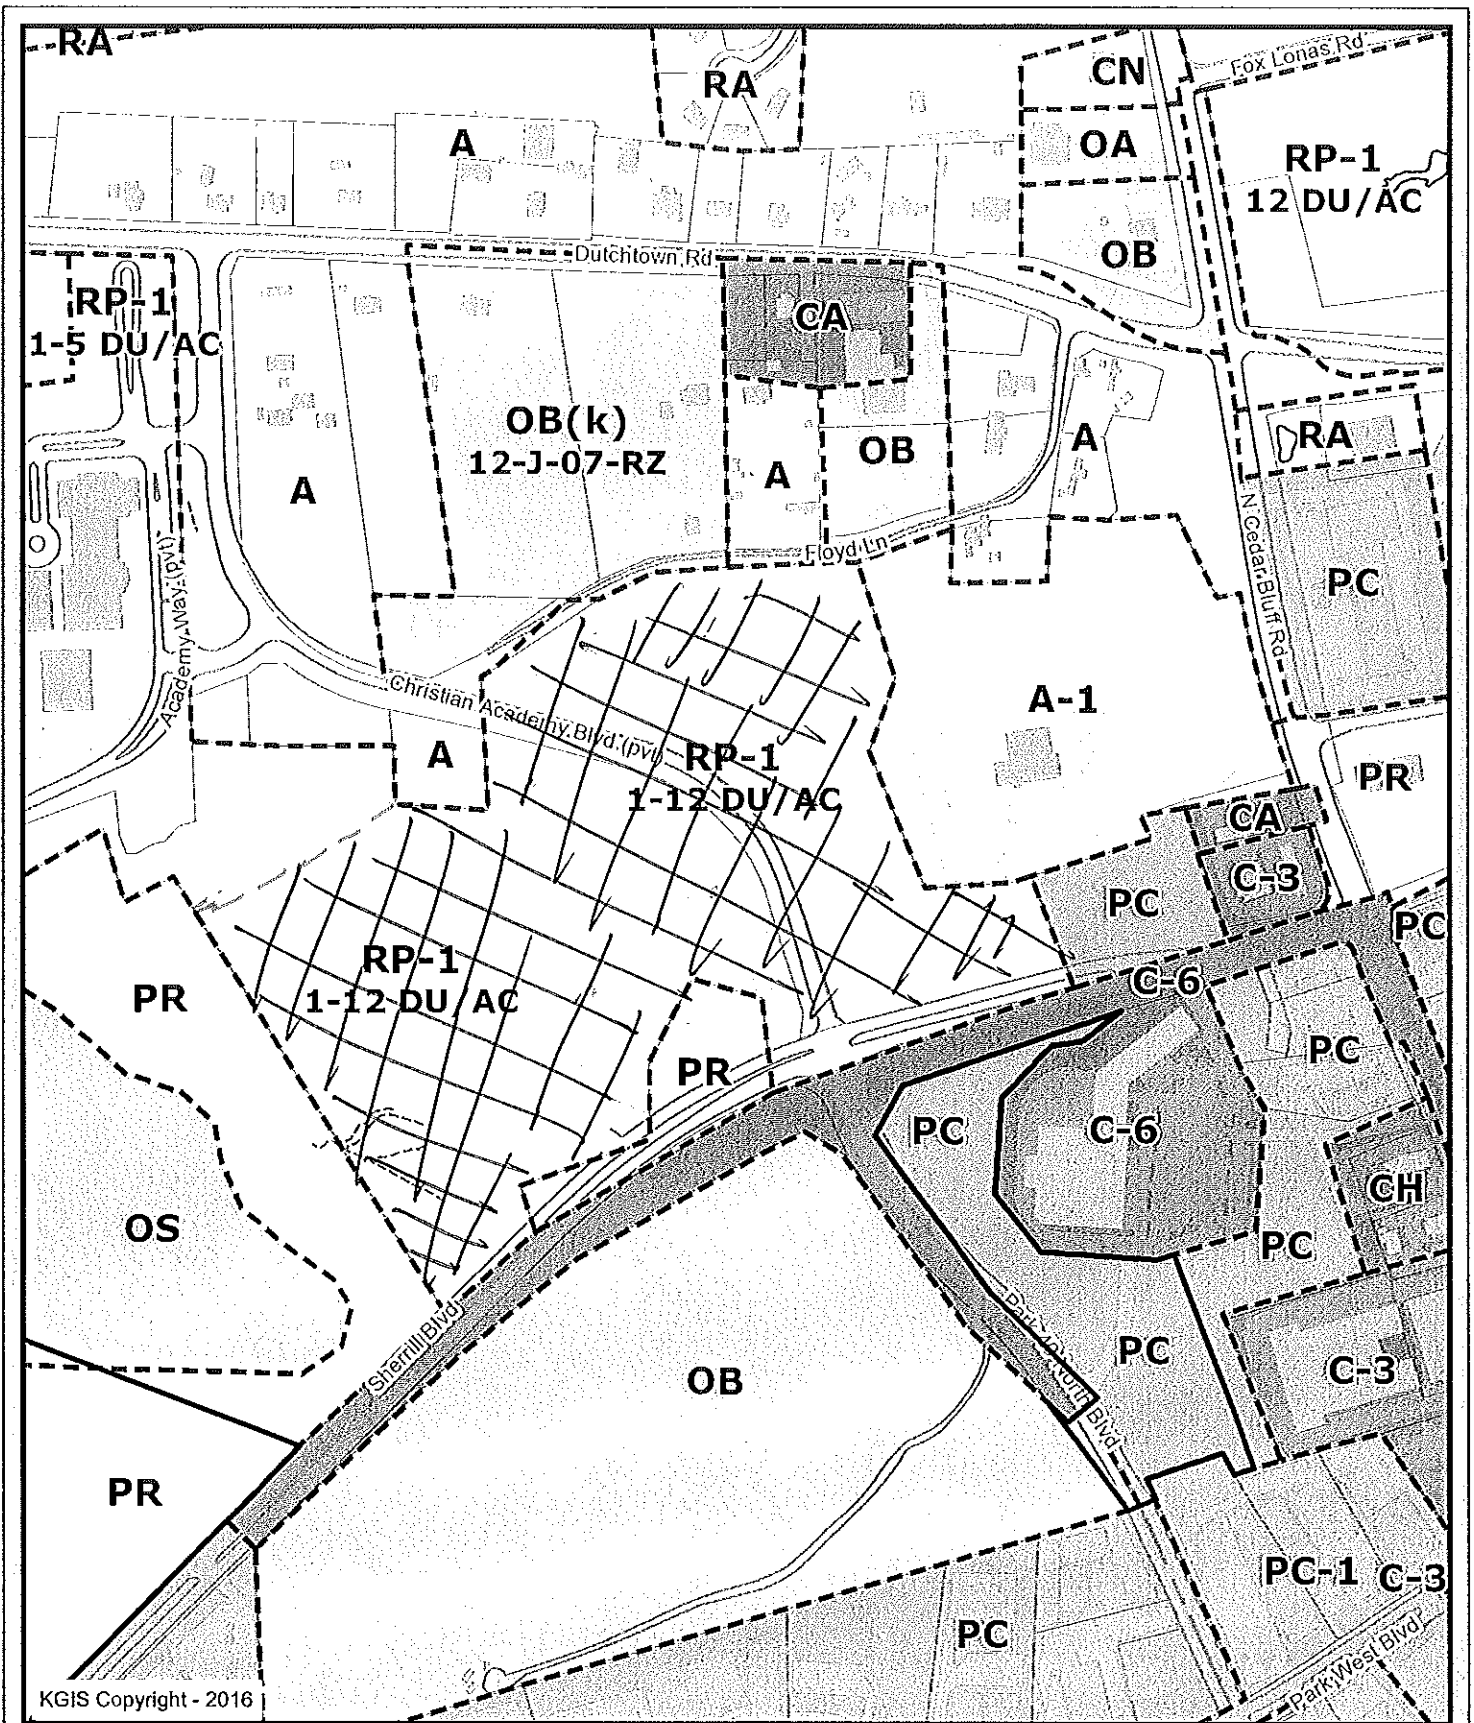 RA
RA
CN
Fox Lonas Rd
A
OA
RP-1
12 DU/AC
OB
Dutchtown Rd
RP-1
1-5 DU/AC
CA
OB(k)
12-J-07-RZ
A
OB
A
RA
A
N Cedar Bluff Rd
Floyd Ln
PC
Academy Way (pvt)
Christian Academy Blvd (pvt)
A-1
A
RP-1
1-12 DU/AC
PR
CA
C-3
PC
PC
RP-1
1-12 DU/AC
PR
C-6
PC
PR
PC
C-6
CH
OS
PC
Sherrill Blvd
PC
C-3
OB
Park 40 North Blvd
PR
PC-1
C-3
PC
Park West Blvd
KGIS Copyright - 2016